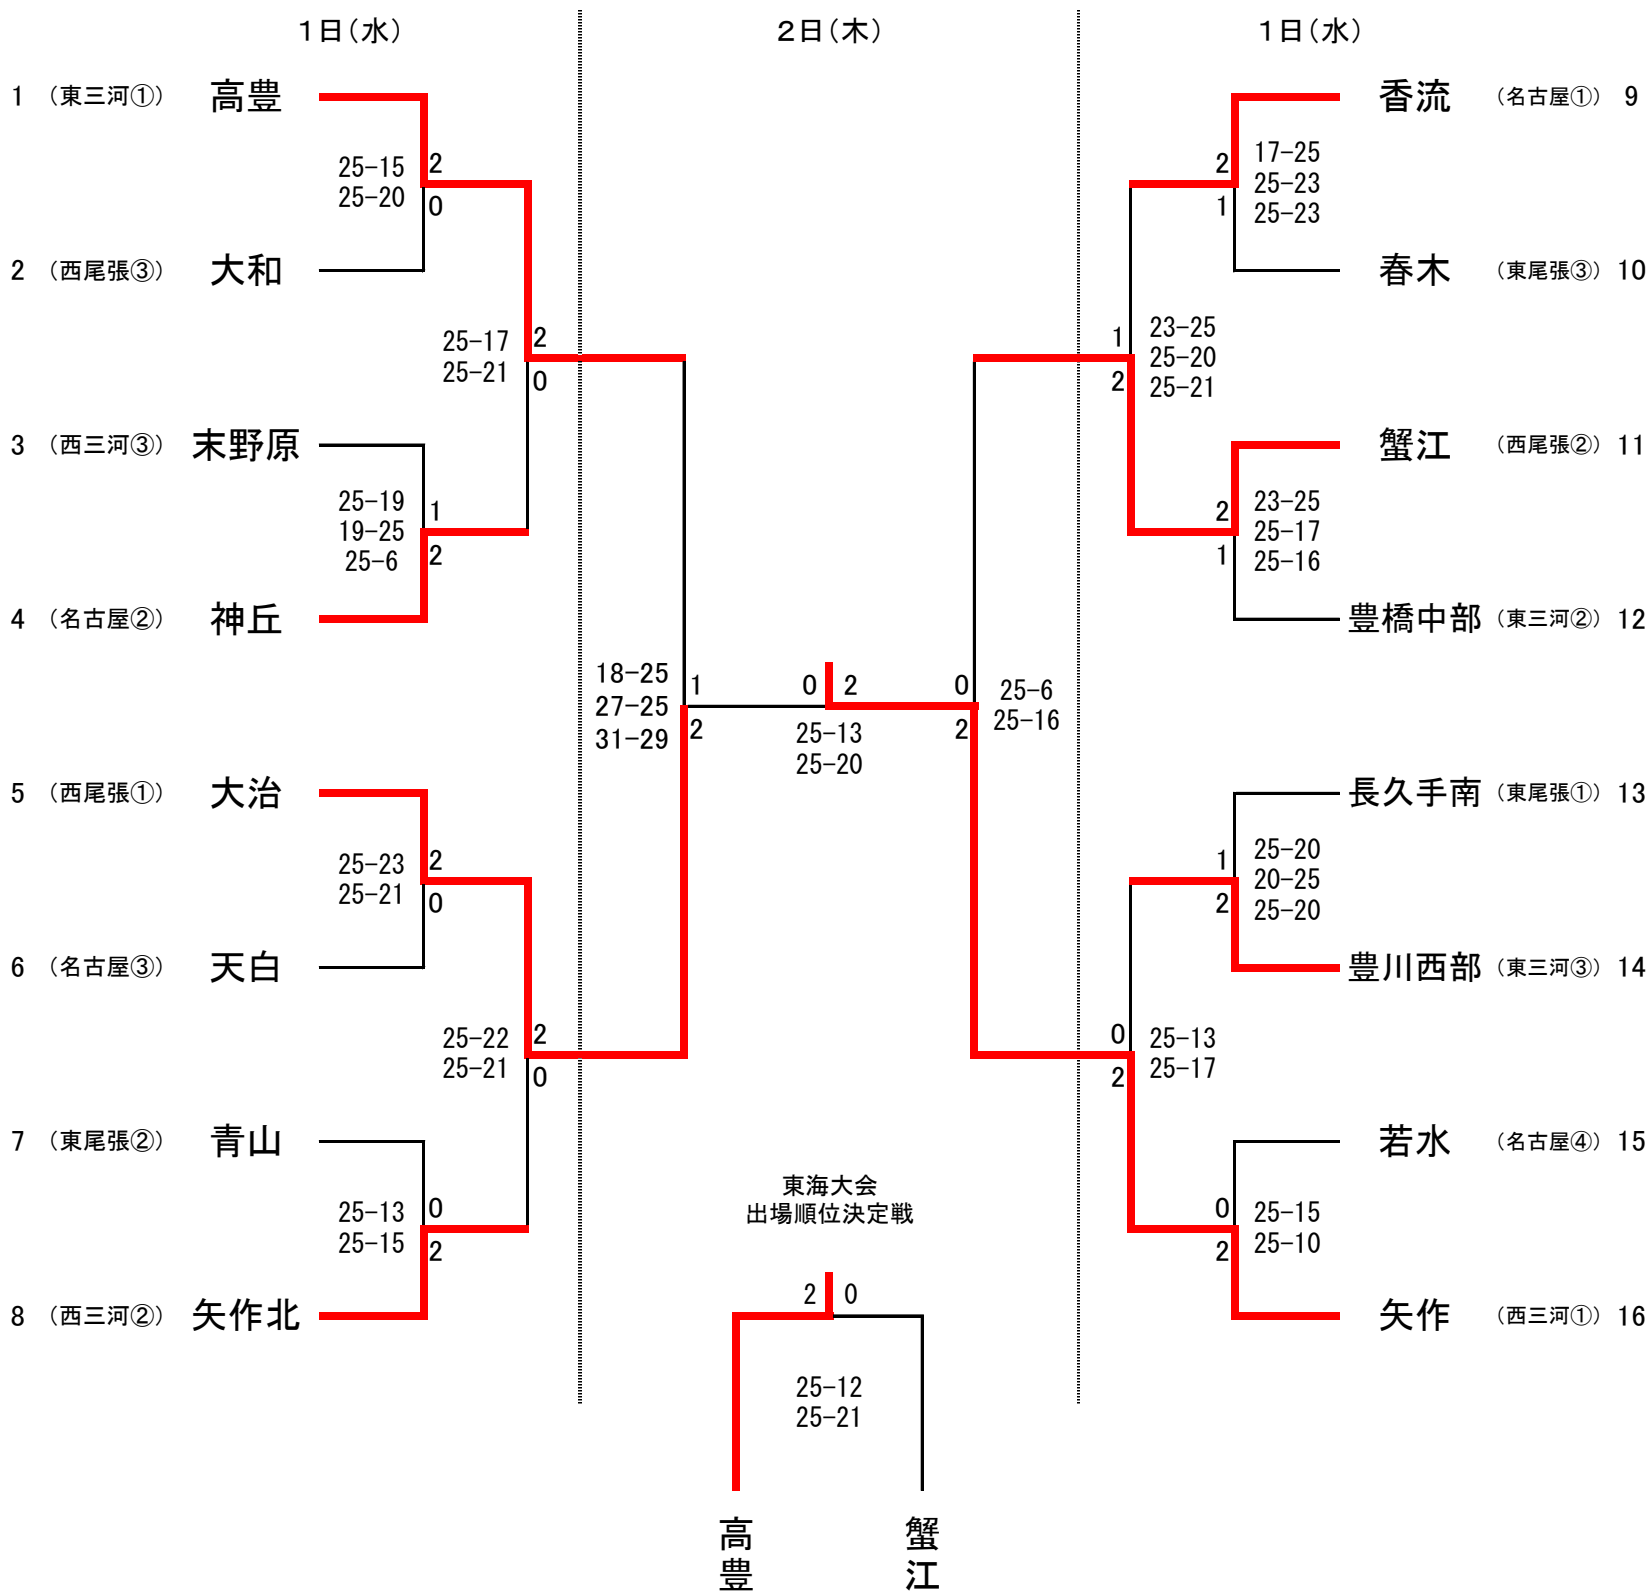 1日(水)
2日(木)
1日(水)
1 (東三河①) 高豊
25-15
25-20
2
0
2 (西尾張③) 大和
25-17
25-21
2
0
3 (西三河③) 末野原
25-19
19-25
25-6
1
2
4 (名古屋②) 神丘
18-25
27-25
31-29
1
2
5 (西尾張①) 大治
25-23
25-21
2
0
6 (名古屋③) 天白
25-22
25-21
2
0
7 (東尾張②) 青山
25-13
25-15
0
2
8 (西三河②) 矢作北
0 2
25-13
25-20
香流 (名古屋①) 9
2
1
17-25
25-23
25-23
春木 (東尾張③) 10
1
2
23-25
25-20
25-21
蟹江 (西尾張②) 11
2
1
23-25
25-17
25-16
豊橋中部 (東三河②) 12
0
2
25-6
25-16
長久手南 (東尾張①) 13
1
2
25-20
20-25
25-20
豊川西部 (東三河③) 14
0
2
25-13
25-17
若水 (名古屋④) 15
0
2
25-15
25-10
矢作 (西三河①) 16
東海大会
出場順位決定戦
2 0
25-12
25-21
高豊
蟹江